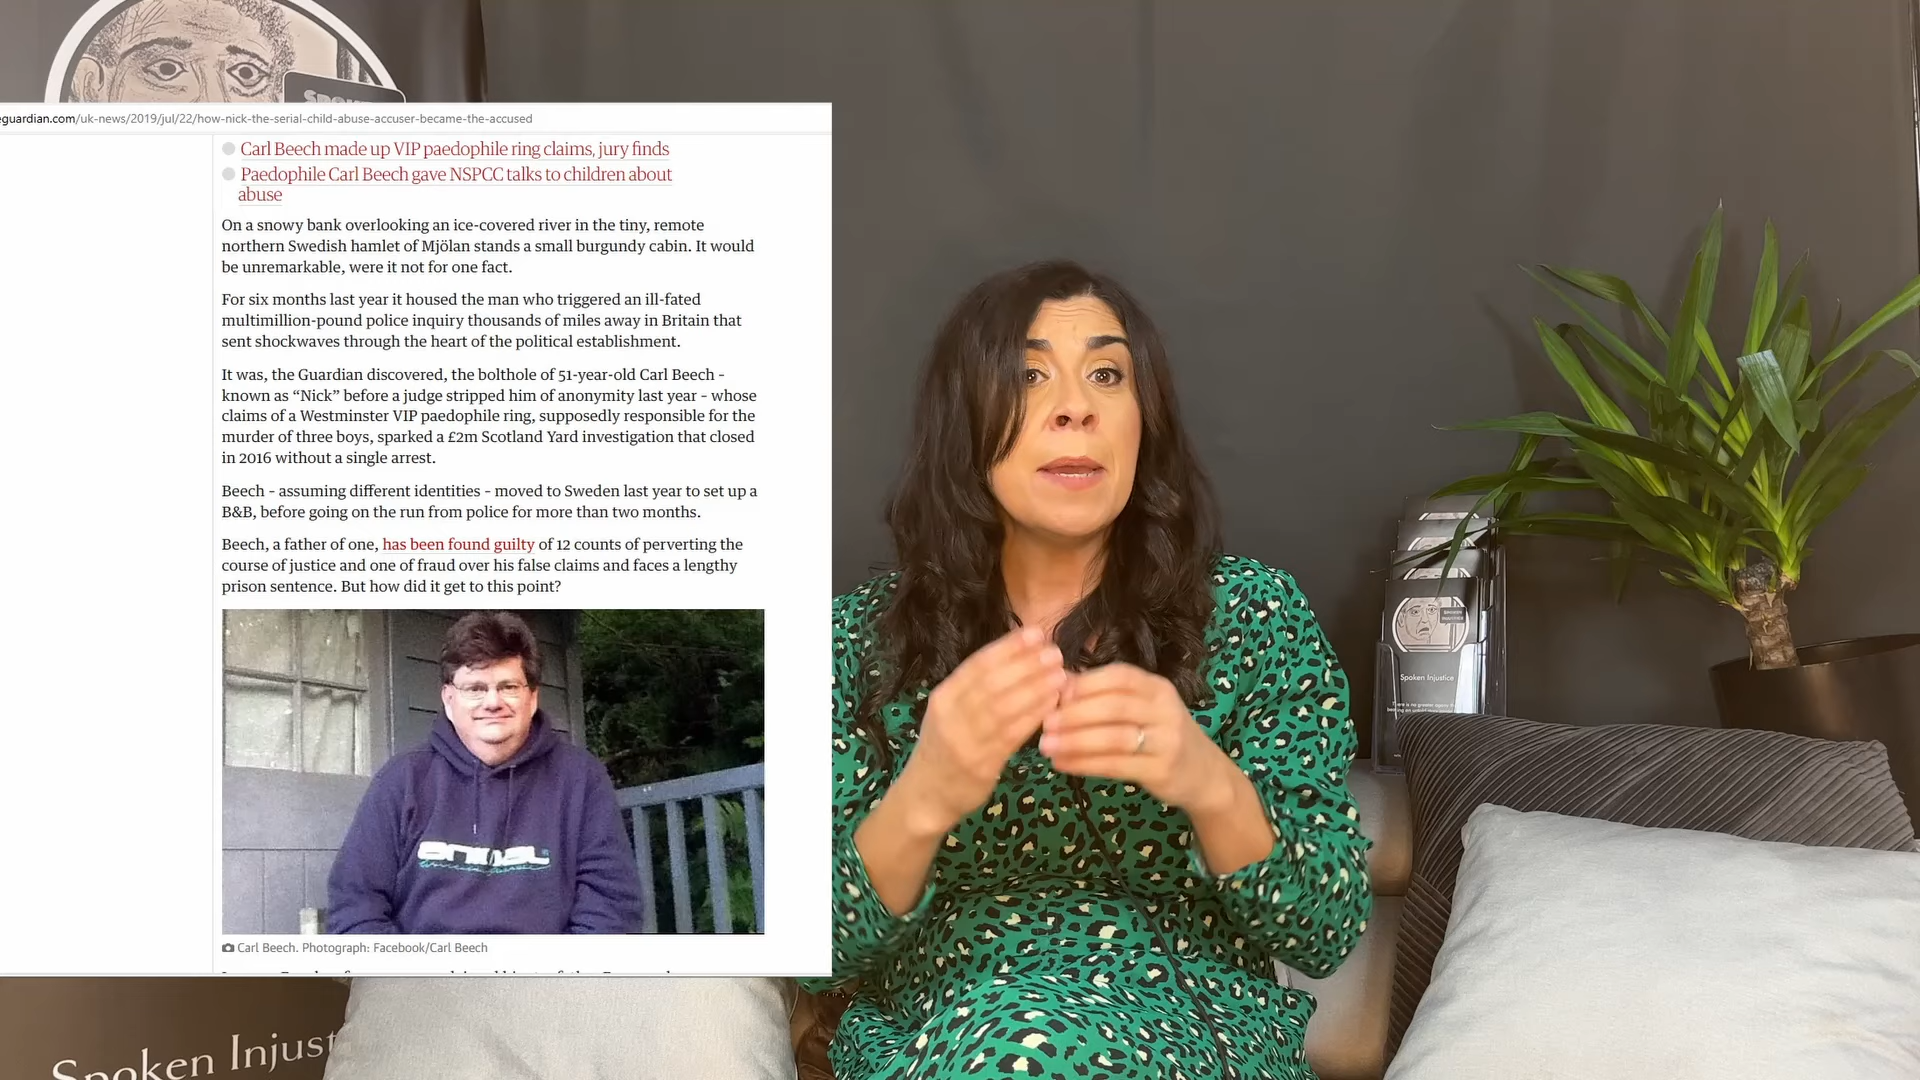 eguardian.com/uk-news/2019/jul/22/how-nick-the-serial-child-abuse-accuser-became-the-accused
Carl Beech made up VIP paedophile ring claims, jury finds
Paedophile Carl Beech gave NSPCC talks to children about
abuse
On a snowy bank overlooking an ice-covered river in the tiny, remote
northern Swedish hamlet of Mjölan stands a small burgundy cabin. It would
be unremarkable, were it not for one fact.
For six months last year it housed the man who triggered an ill-fated
multimillion-pound police inquiry thousands of miles away in Britain that
sent shockwaves through the heart of the political establishment.
It was, the Guardian discovered, the bolthole of 51-year-old Carl Beech –
known as “Nick” before a judge stripped him of anonymity last year – whose
claims of a Westminster VIP paedophile ring, supposedly responsible for the
murder of three boys, sparked a £2m Scotland Yard investigation that closed
in 2016 without a single arrest.
Beech – assuming different identities – moved to Sweden last year to set up a
B&B, before going on the run from police for more than two months.
Beech, a father of one, has been found guilty of 12 counts of perverting the
course of justice and one of fraud over his false claims and faces a lengthy
prison sentence. But how did it get to this point?
animal
Carl Beech. Photograph: Facebook/Carl Beech
Spoken Injustice
Spoken Injust